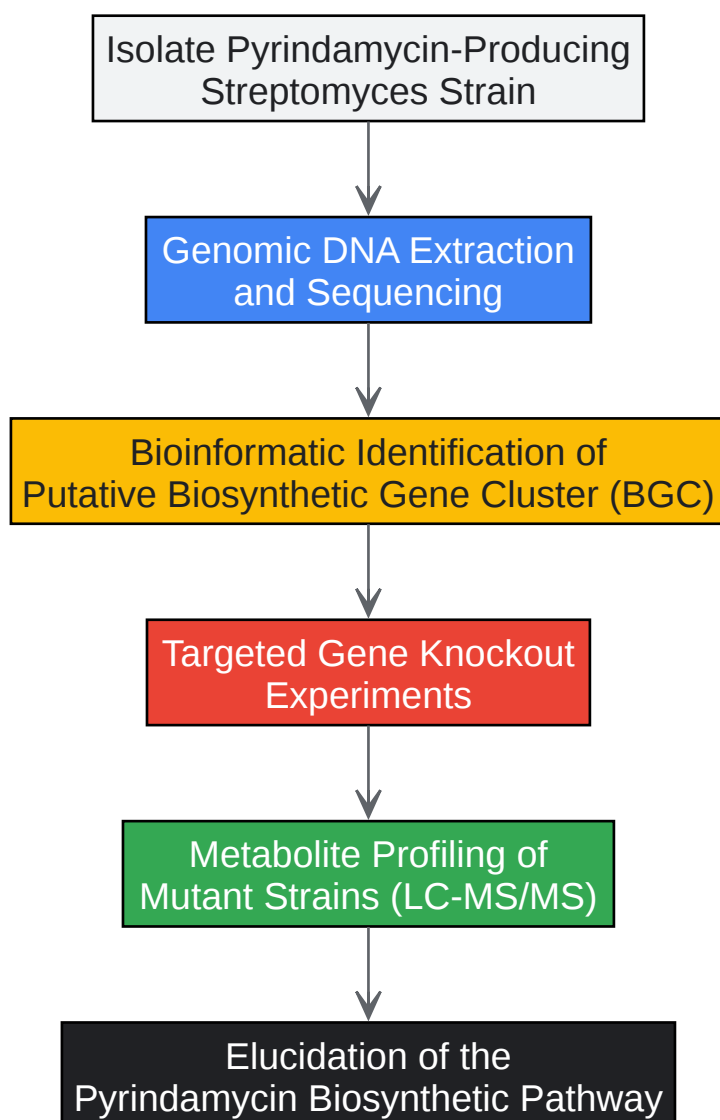 Isolate Pyrindamycin-Producing
Streptomyces Strain
Genomic DNA Extraction
and Sequencing
Bioinformatic Identification of
Putative Biosynthetic Gene Cluster (BGC)
Targeted Gene Knockout
Experiments
Metabolite Profiling of
Mutant Strains (LC-MS/MS)
Elucidation of the
Pyrindamycin Biosynthetic Pathway